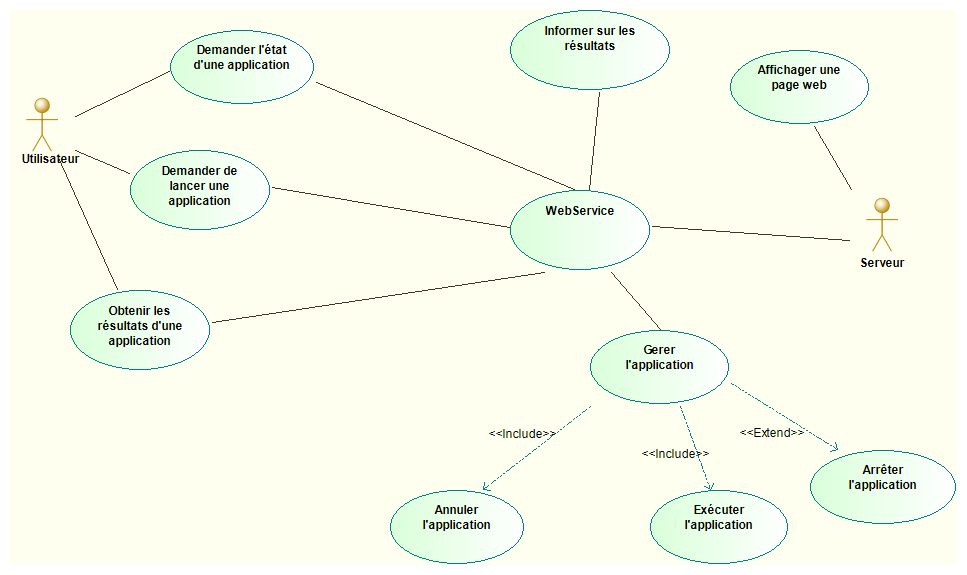 Demander l'état
d'une application
Informer sur les
résultats
Affichager une
page web
Utilisateur
Demander de
lancer une
application
WebService
Serveur
Obtenir les
résultats d'une
application
Gerer
l'application
<<Include>>
<<Include>>
<<Extend>>
Annuler
l'application
Exécuter
l'application
Arrêter
l'application